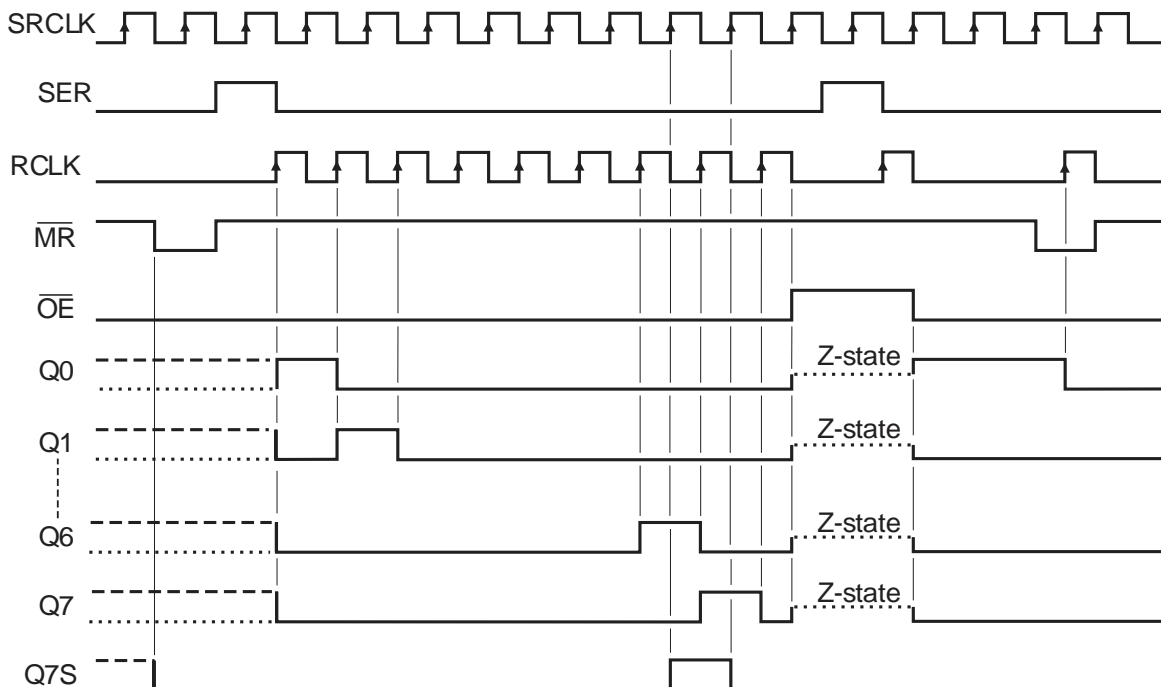 SRCLK
SER
RCLK
MR
OE
Q0 Z-state
Q1 Z-state
Q6 Z-state
Q7 Z-state
Q7S